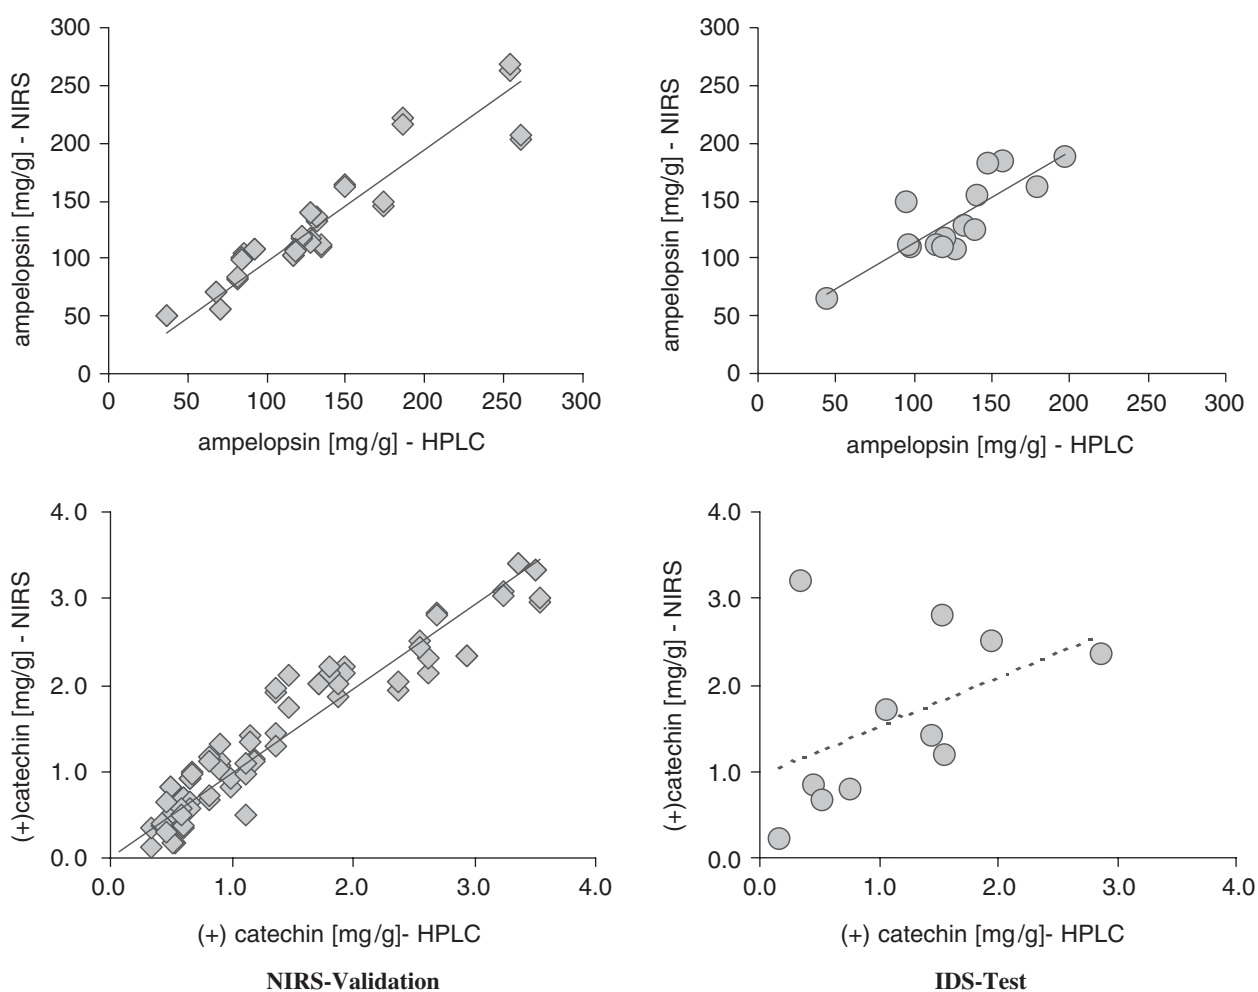 300
250
200
150
100
50
0
ampelopsin [mg/g] - NIRS
0 50 100 150 200 250 300
ampelopsin [mg/g] - HPLC
300
250
200
150
100
50
0
ampelopsin [mg/g] - NIRS
0 50 100 150 200 250 300
ampelopsin [mg/g] - HPLC
4.0
3.0
2.0
1.0
0.0
(+)catechin [mg/g] - NIRS
0.0 1.0 2.0 3.0 4.0
(+) catechin [mg/g]- HPLC
NIRS-Validation
4.0
3.0
2.0
1.0
0.0
(+)catechin [mg/g] - NIRS
0.0 1.0 2.0 3.0 4.0
(+) catechin [mg/g]- HPLC
IDS-Test